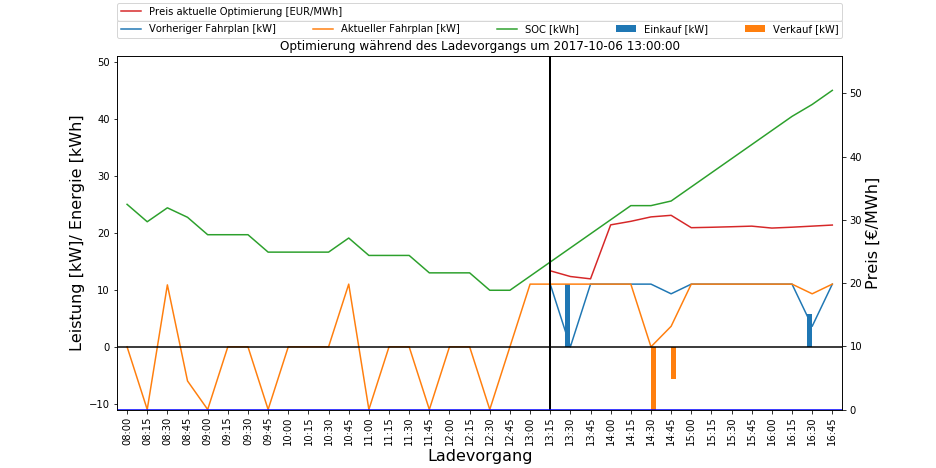 Preis aktuelle Optimierung [EUR/MWh]
Vorheriger Fahrplan [kW] Aktueller Fahrplan [kW] SOC [kWh] Einkauf [kW] Verkauf [kW]
Optimierung während des Ladevorgangs um 2017-10-06 13:00:00
Leistung [kW]/ Energie [kWh]
50
40
30
20
10
0
−10
50
40
30
20
10
0
Preis [€/MWh]
08:00 08:15 08:30 08:45 09:00 09:15 09:30 09:45 10:00 10:15 10:30 10:45 11:00 11:15 11:30 11:45 12:00 12:15 12:30 12:45 13:00 13:15 13:30 13:45 14:00 14:15 14:30 14:45 15:00 15:15 15:30 15:45 16:00 16:15 16:30 16:45
Ladevorgang